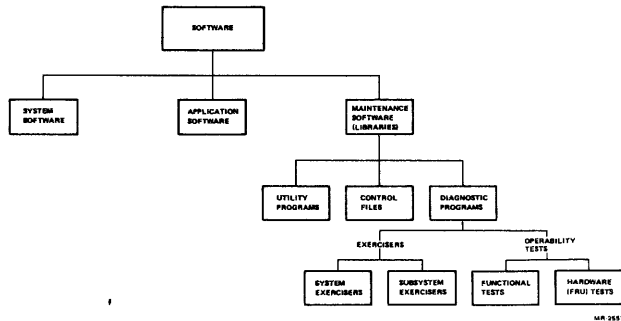 SOFTWARE
SYSTEM
SOFTWARE
APPLICATION
SOFTWARE
MAINTENANCE
SOFTWARE
(LIBRARIES)
UTILITY
PROGRAMS
CONTROL
FILES
DIAGNOSTIC
PROGRAMS
EXERCISERS
OPERABILITY
TESTS
SYSTEM
EXERCISERS
SUBSYSTEM
EXERCISERS
FUNCTIONAL
TESTS
HARDWARE
(FRU) TESTS